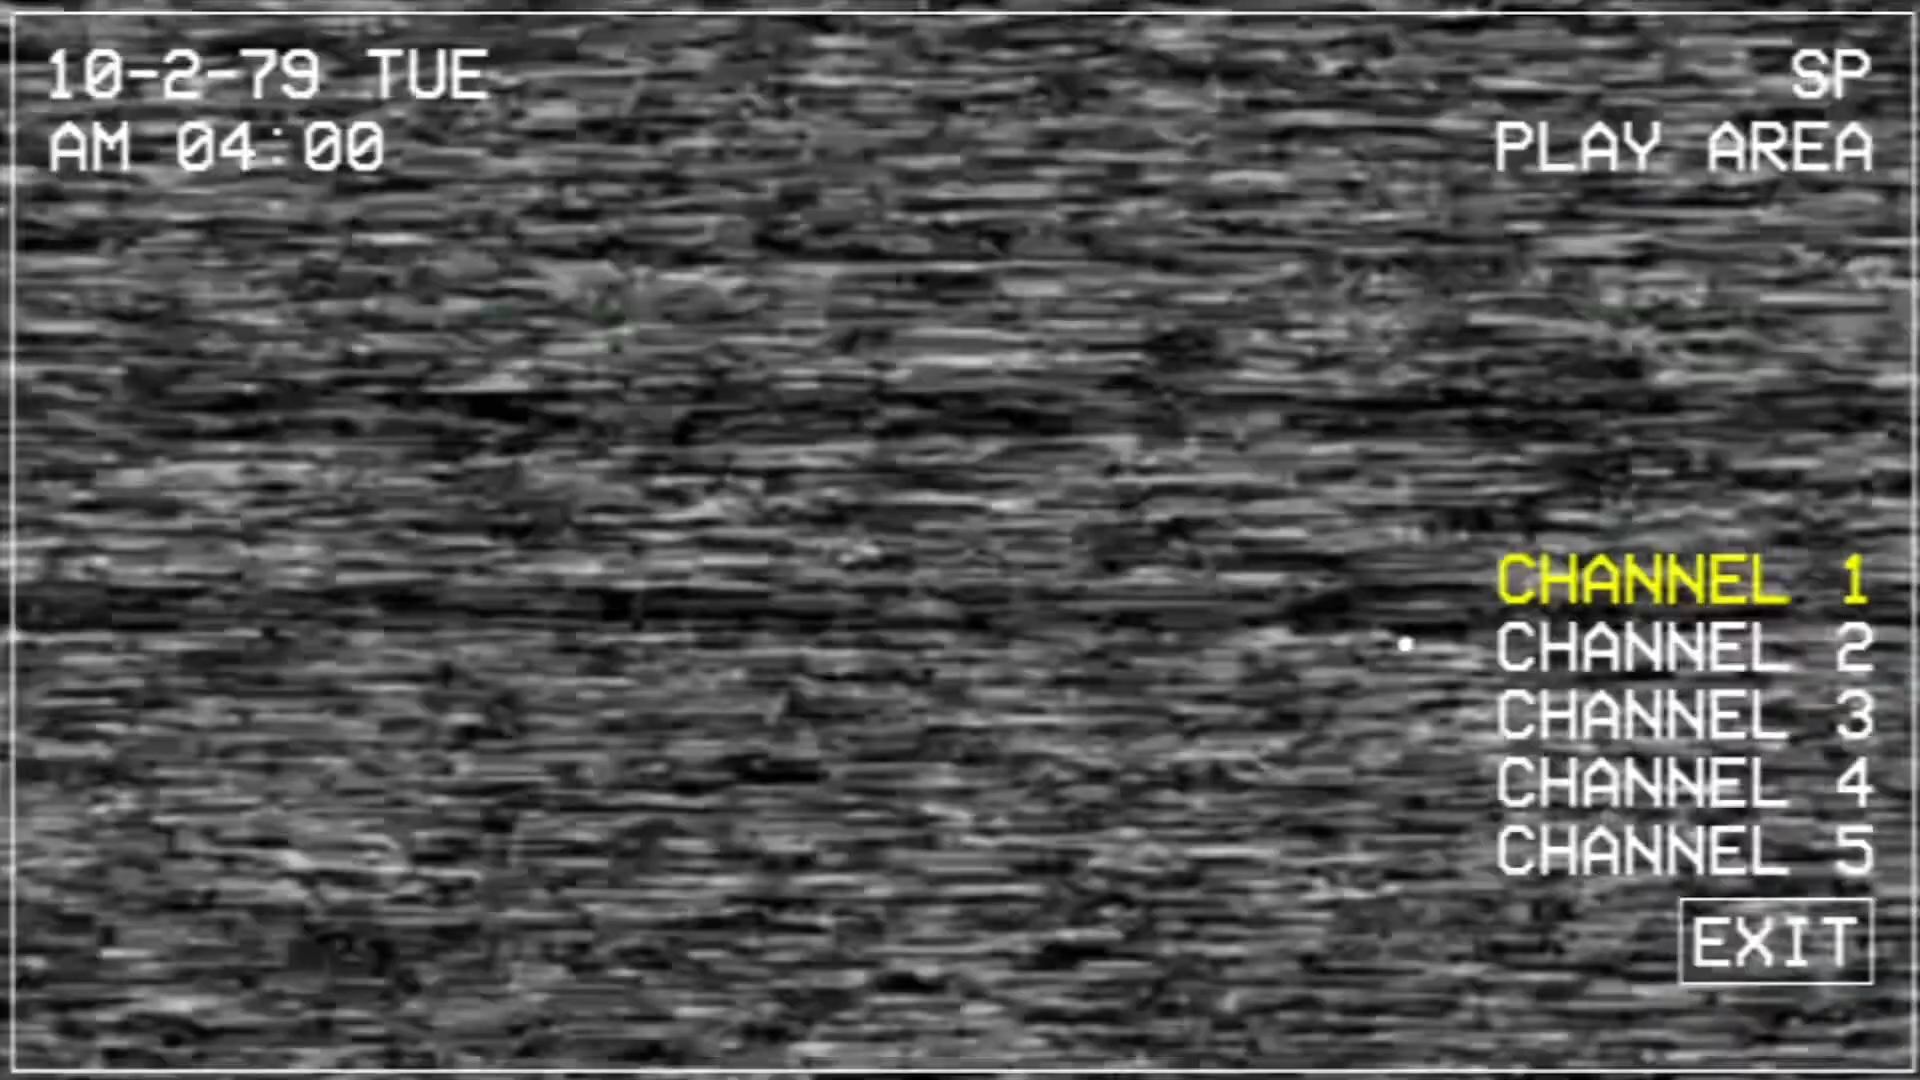 10-2-79 TUE
AM 04:00
SP
PLAY AREA
CHANNEL 1
CHANNEL 2
CHANNEL 3
CHANNEL 4
CHANNEL 5
EXIT